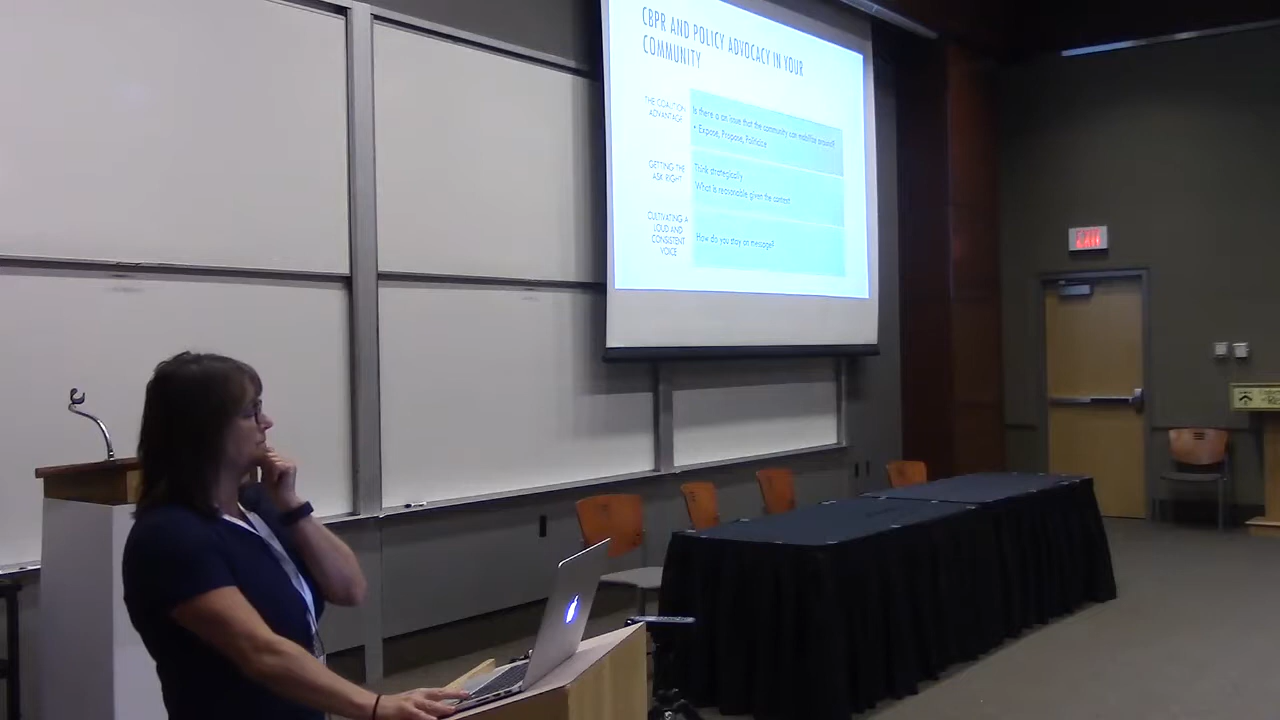 CBPR AND POLICY ADVOCACY IN YOUR
COMMUNITY
THE COALITION
ADVANTAGE
Is there a an issue that the community can mobilize around?
• Expose, Propose, Politicize
GETTING THE
ASK RIGHT
Think strategically
What is reasonable given the context
CULTIVATING A
LOUD AND
CONSISTENT
VOICE
How do you stay on message?
EXIT